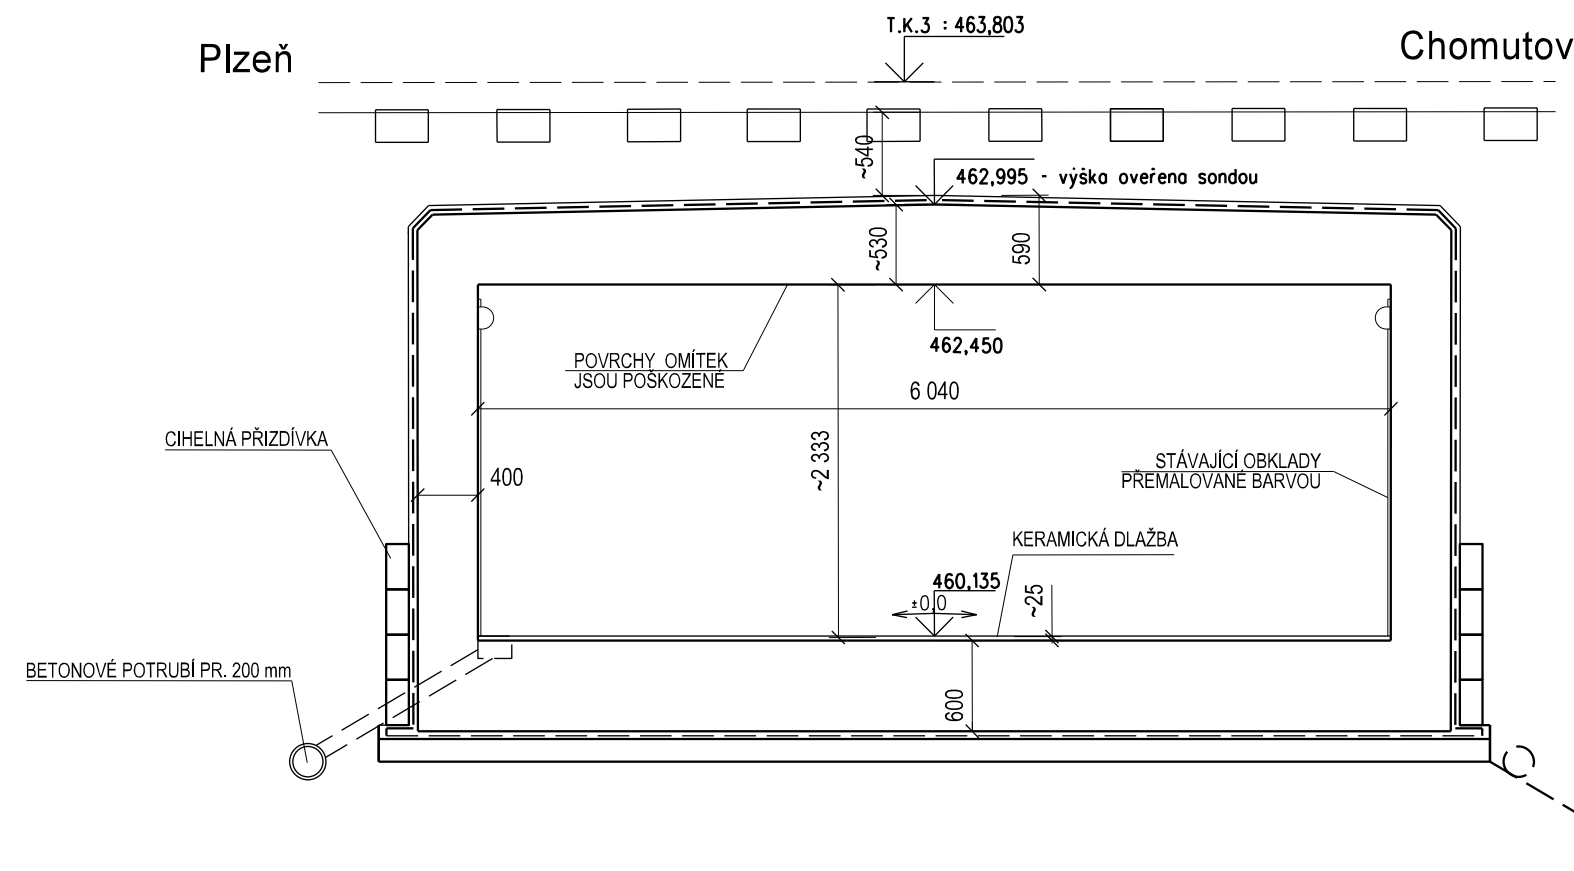 T.K.3 : 463,803
Plzeň
Chomutov
~540
462,995 - výška ověřena sondou
~530
590
462,450
POVRCHY OMÍTEK
JSOU POŠKOZENÉ
6 040
CIHELNÁ PŘIZDÍVKA
~2 333
400
STÁVAJÍCÍ OBKLADY
PŘEMALOVANÉ BARVOU
KERAMICKÁ DLAŽBA
460,135
±0,0
~25
BETONOVÉ POTRUBÍ PR. 200 mm
600